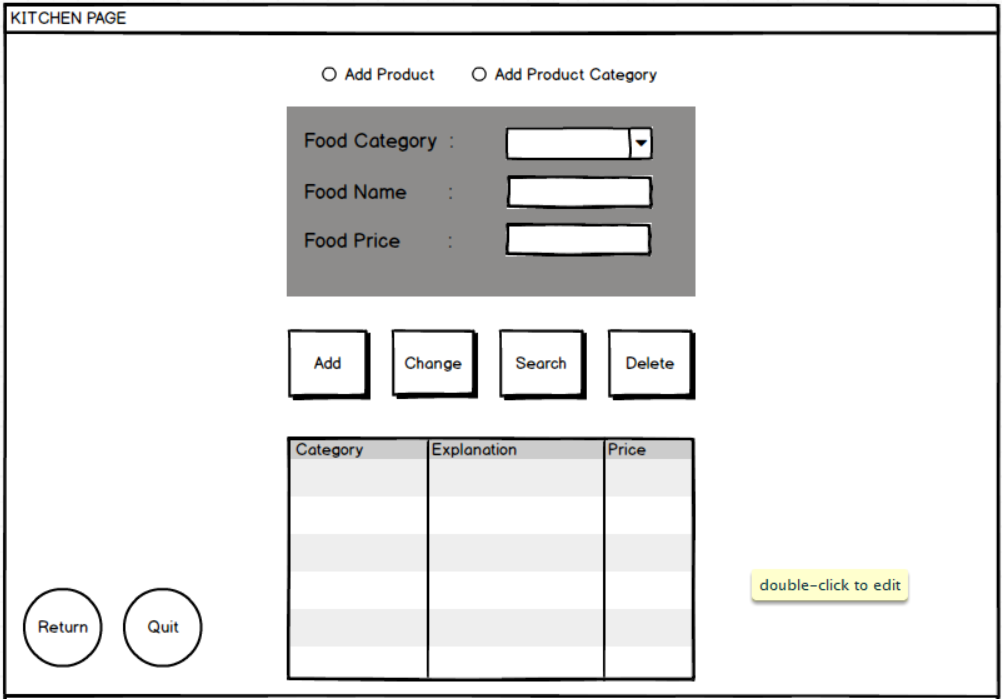 KITCHEN PAGE
Add Product Add Product Category
Food Category :
Food Name :
Food Price :
Add Change Search Delete
Category Explanation Price
double-click to edit
Return Quit